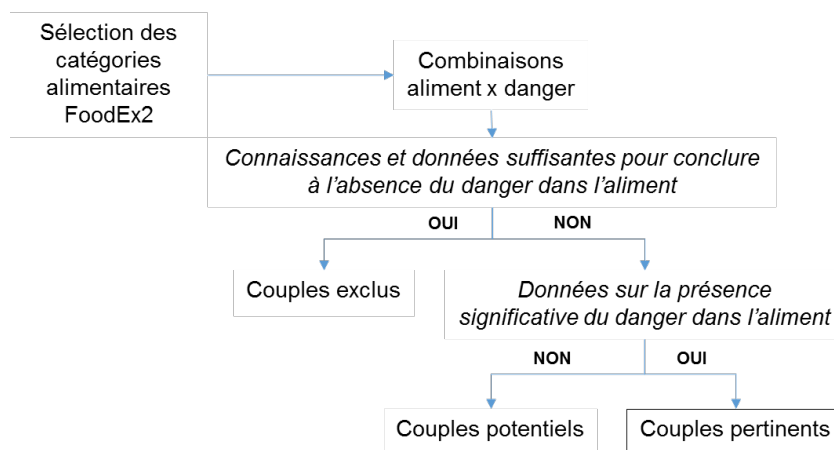 Sélection des
catégories
alimentaires
FoodEx2
Combinaisons
aliment x danger
Connaissances et données suffisantes pour conclure
à l'absence du danger dans l'aliment
OUI
NON
Couples exclus
Données sur la présence
significative du danger dans l'aliment
NON
OUI
Couples potentiels
Couples pertinents